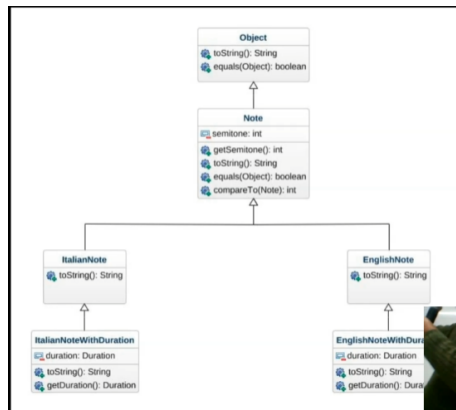 Object
toString(): String
equals(Object): boolean
Note
semitone: int
getSemitone(): int
toString(): String
equals(Object): boolean
compareTo(Note): int
ItalianNote
toString(): String
EnglishNote
toString(): String
ItalianNoteWithDuration
duration: Duration
toString(): String
getDuration(): Duration
duration: Duration
toString(): String
getDuration():